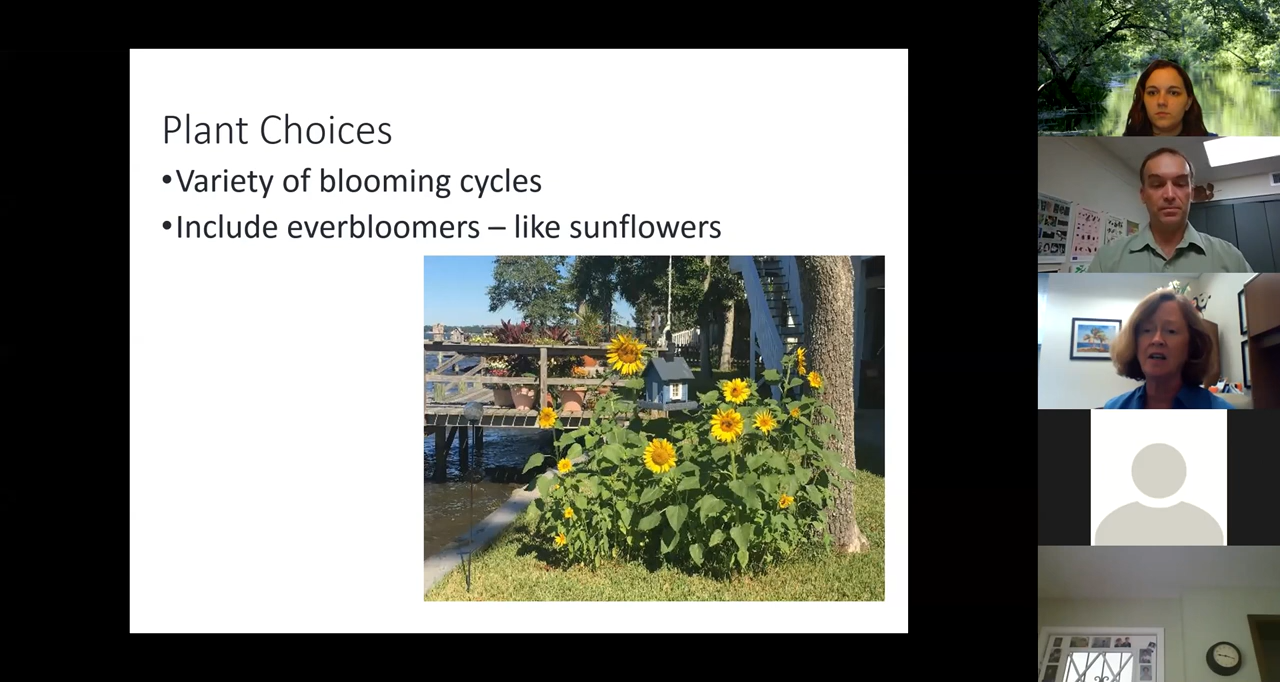 Plant Choices
•Variety of blooming cycles
•Include everbloomers – like sunflowers